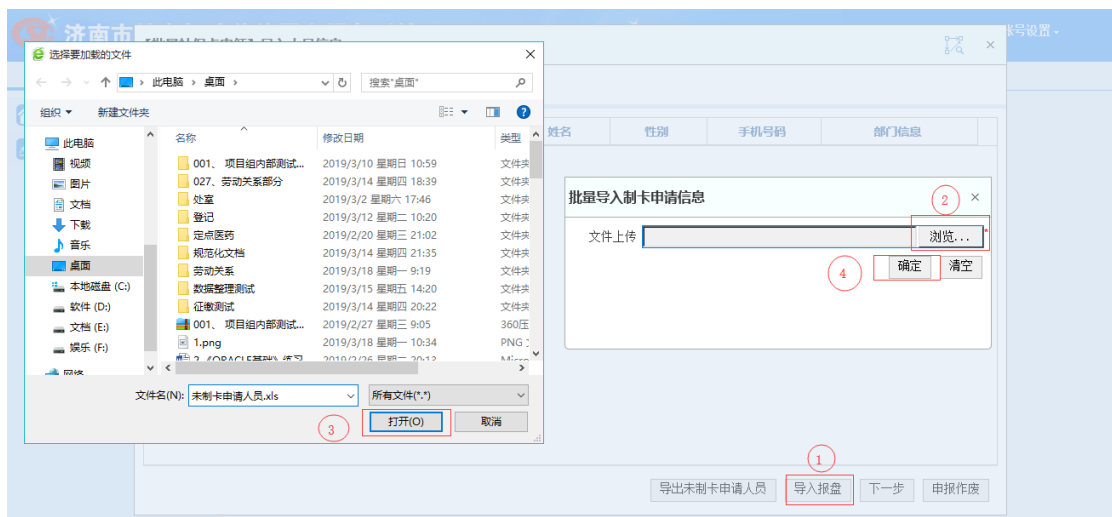 济南市
账号设置
选择要加载的文件
此电脑 › 桌面 ›
搜索"桌面"
组织 新建文件夹
名称 修改日期 类型
此电脑
视频
图片
文档
下载
音乐
桌面
本地磁盘 (C:)
软件 (D:)
文档 (E:)
娱乐 (F:)
001、 项目组内部测试... 2019/3/10 星期日 10:59 文件夹
027、劳动关系部分 2019/3/14 星期四 18:39 文件夹
处室 2019/3/2 星期六 17:46 文件夹
登记 2019/3/12 星期二 10:20 文件夹
定点医药 2019/2/20 星期三 21:02 文件夹
规范化文档 2019/3/14 星期四 21:35 文件夹
劳动关系 2019/3/18 星期一 9:19 文件夹
数据整理测试 2019/3/15 星期五 14:20 文件夹
征缴测试 2019/3/14 星期四 20:22 文件夹
001、 项目组内部测试... 2019/2/27 星期三 9:05 360压
1.png 2019/3/18 星期一 10:34 PNG
文件名(N): 未制卡申请人员.xls 所有文件(*.*)
3 打开(O) 取消
姓名 性别 手机号码 部门信息
批量导入制卡申请信息
2
文件上传 浏览... *
4 确定 清空
1
导出未制卡申请人员 导入报盘 下一步 申报作废